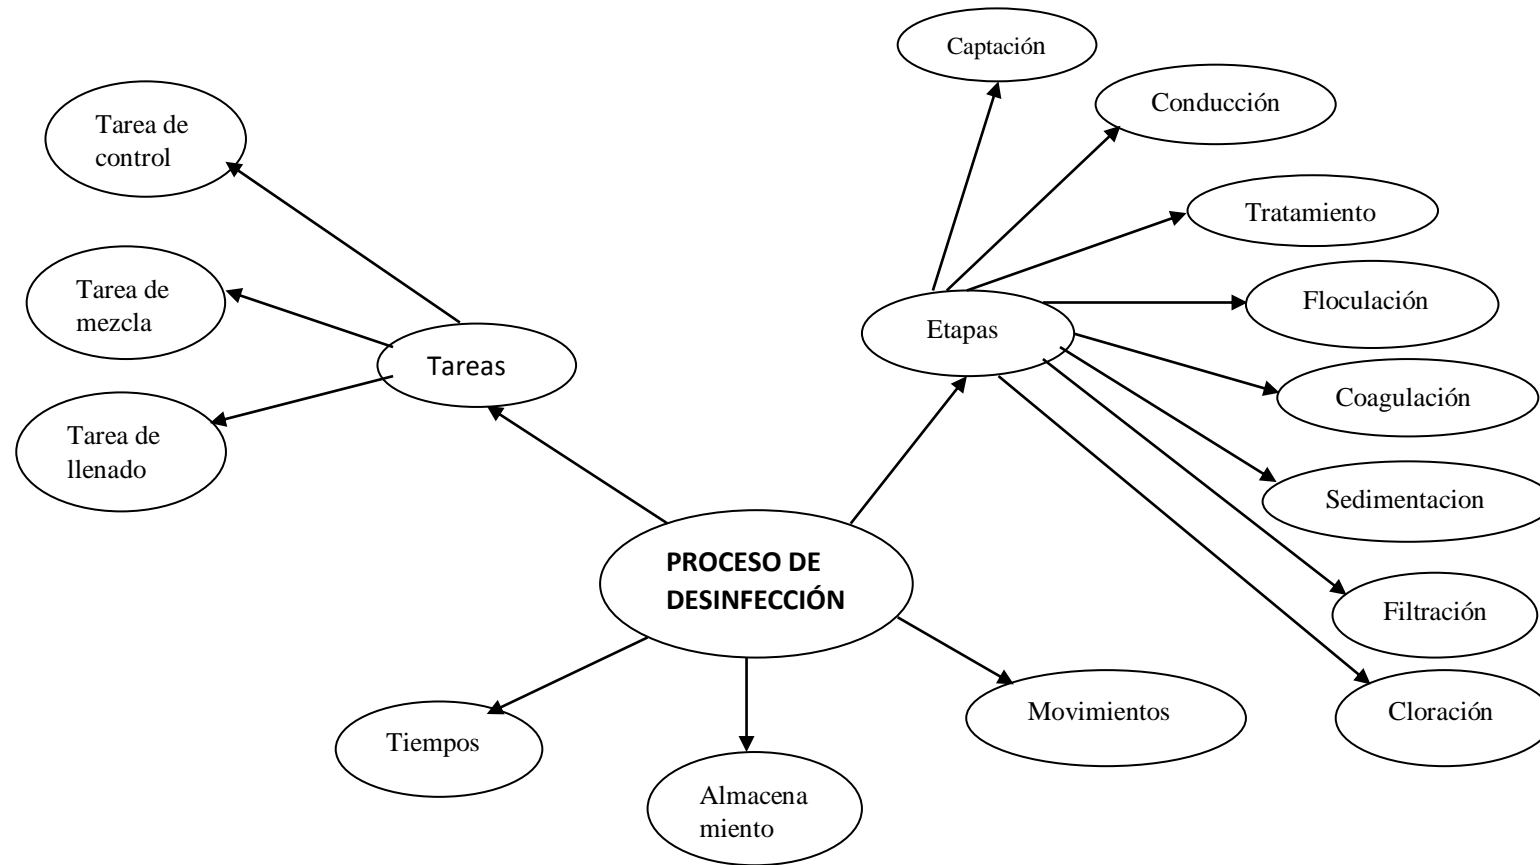 Captación
Conducción
Tarea de
control
Tratamiento
Tarea de
mezcla
Floculación
Etapas
Tareas
Coagulación
Tarea de
llenado
Sedimentacion
PROCESO DE
DESINFECCIÓN
Filtración
Movimientos
Cloración
Tiempos
Almacena
miento